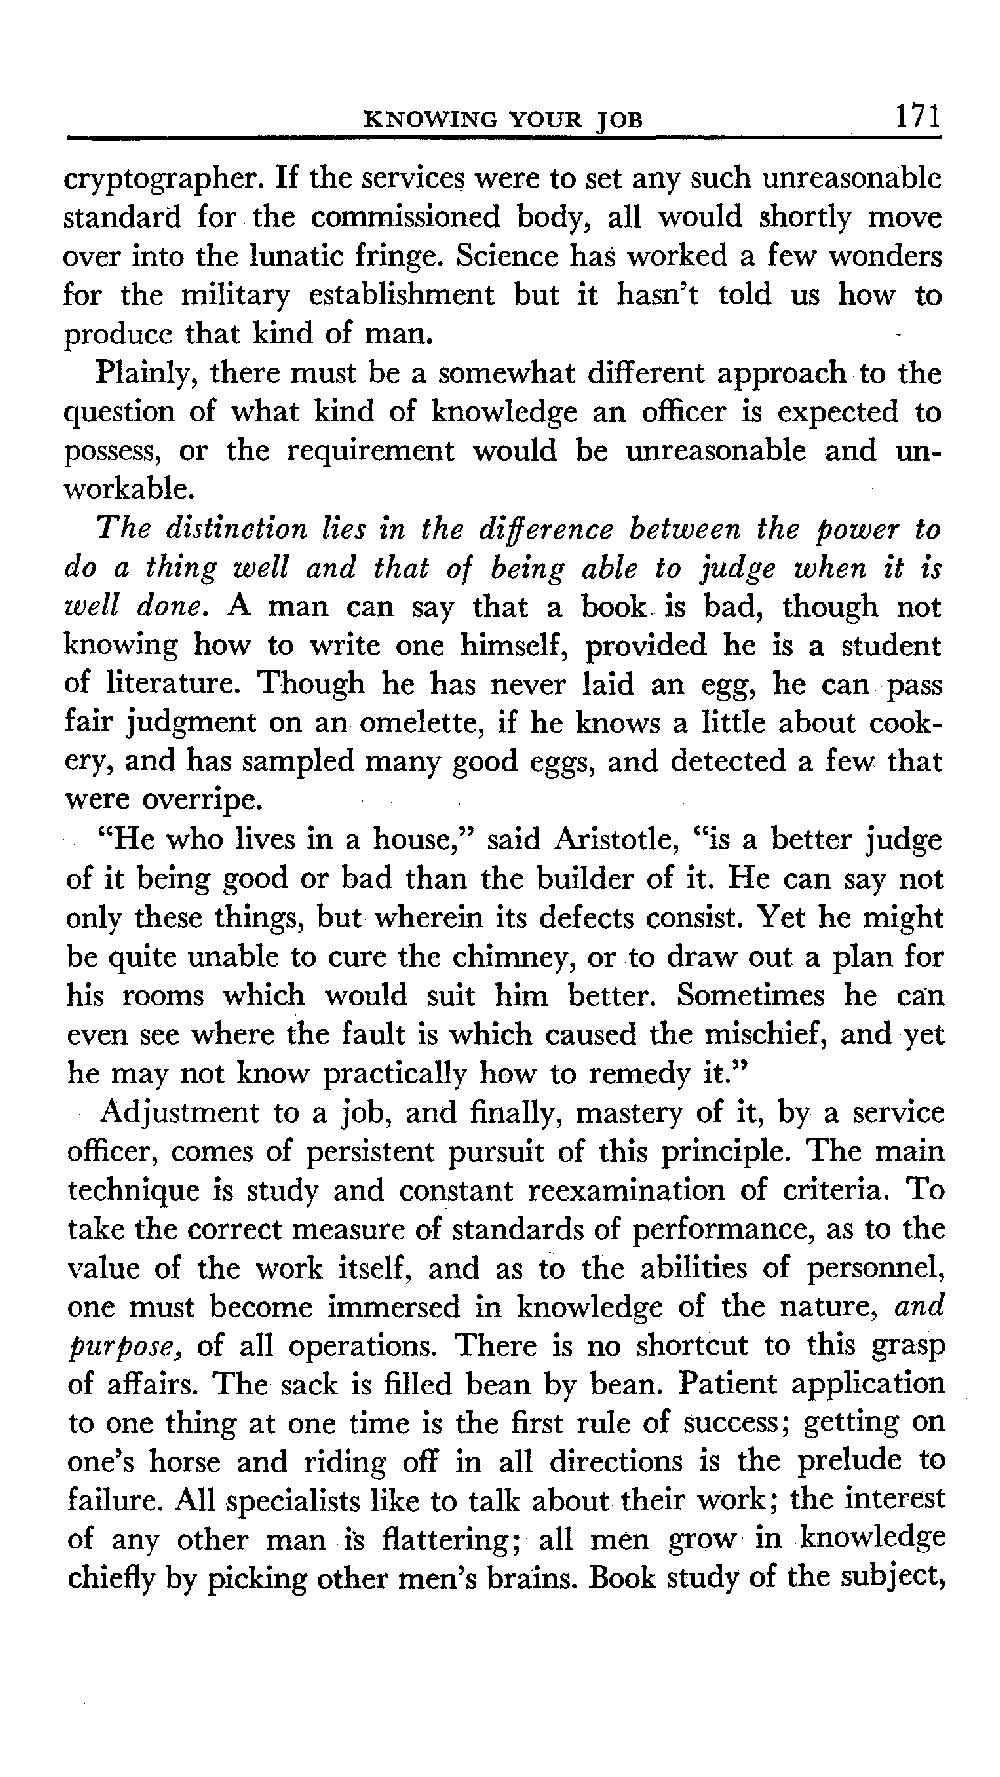 KNOWING YOUR JOB 171
cryptographer. If the services were to set any such unreasonable
standard for the commissioned body, all would shortly move
over into the lunatic fringe. Science has worked a few wonders
for the military establishment but it hasn't told us how to
produce that kind of man.
Plainly, there must be a somewhat different approach to the
question of what kind of knowledge an officer is expected to
possess, or the requirement would be unreasonable and un-
workable.
The distinction lies in the difference between the power to
do a thing well and that of being able to judge when it is
well done. A man can say that a book is bad, though not
knowing how to write one himself, provided he is a student
of literature. Though he has never laid an egg, he can pass
fair judgment on an omelette, if he knows a little about cook-
ery, and has sampled many good eggs, and detected a few that
were overripe.
“He who lives in a house,” said Aristotle, “is a better judge
of it being good or bad than the builder of it. He can say not
only these things, but wherein its defects consist. Yet he might
be quite unable to cure the chimney, or to draw out a plan for
his rooms which would suit him better. Sometimes he can
even see where the fault is which caused the mischief, and yet
he may not know practically how to remedy it.”
Adjustment to a job, and finally, mastery of it, by a service
officer, comes of persistent pursuit of this principle. The main
technique is study and constant reexamination of criteria. To
take the correct measure of standards of performance, as to the
value of the work itself, and as to the abilities of personnel,
one must become immersed in knowledge of the nature, and
purpose, of all operations. There is no shortcut to this grasp
of affairs. The sack is filled bean by bean. Patient application
to one thing at one time is the first rule of success; getting on
one's horse and riding off in all directions is the prelude to
failure. All specialists like to talk about their work; the interest
of any other man is flattering; all men grow in knowledge
chiefly by picking other men's brains. Book study of the subject,